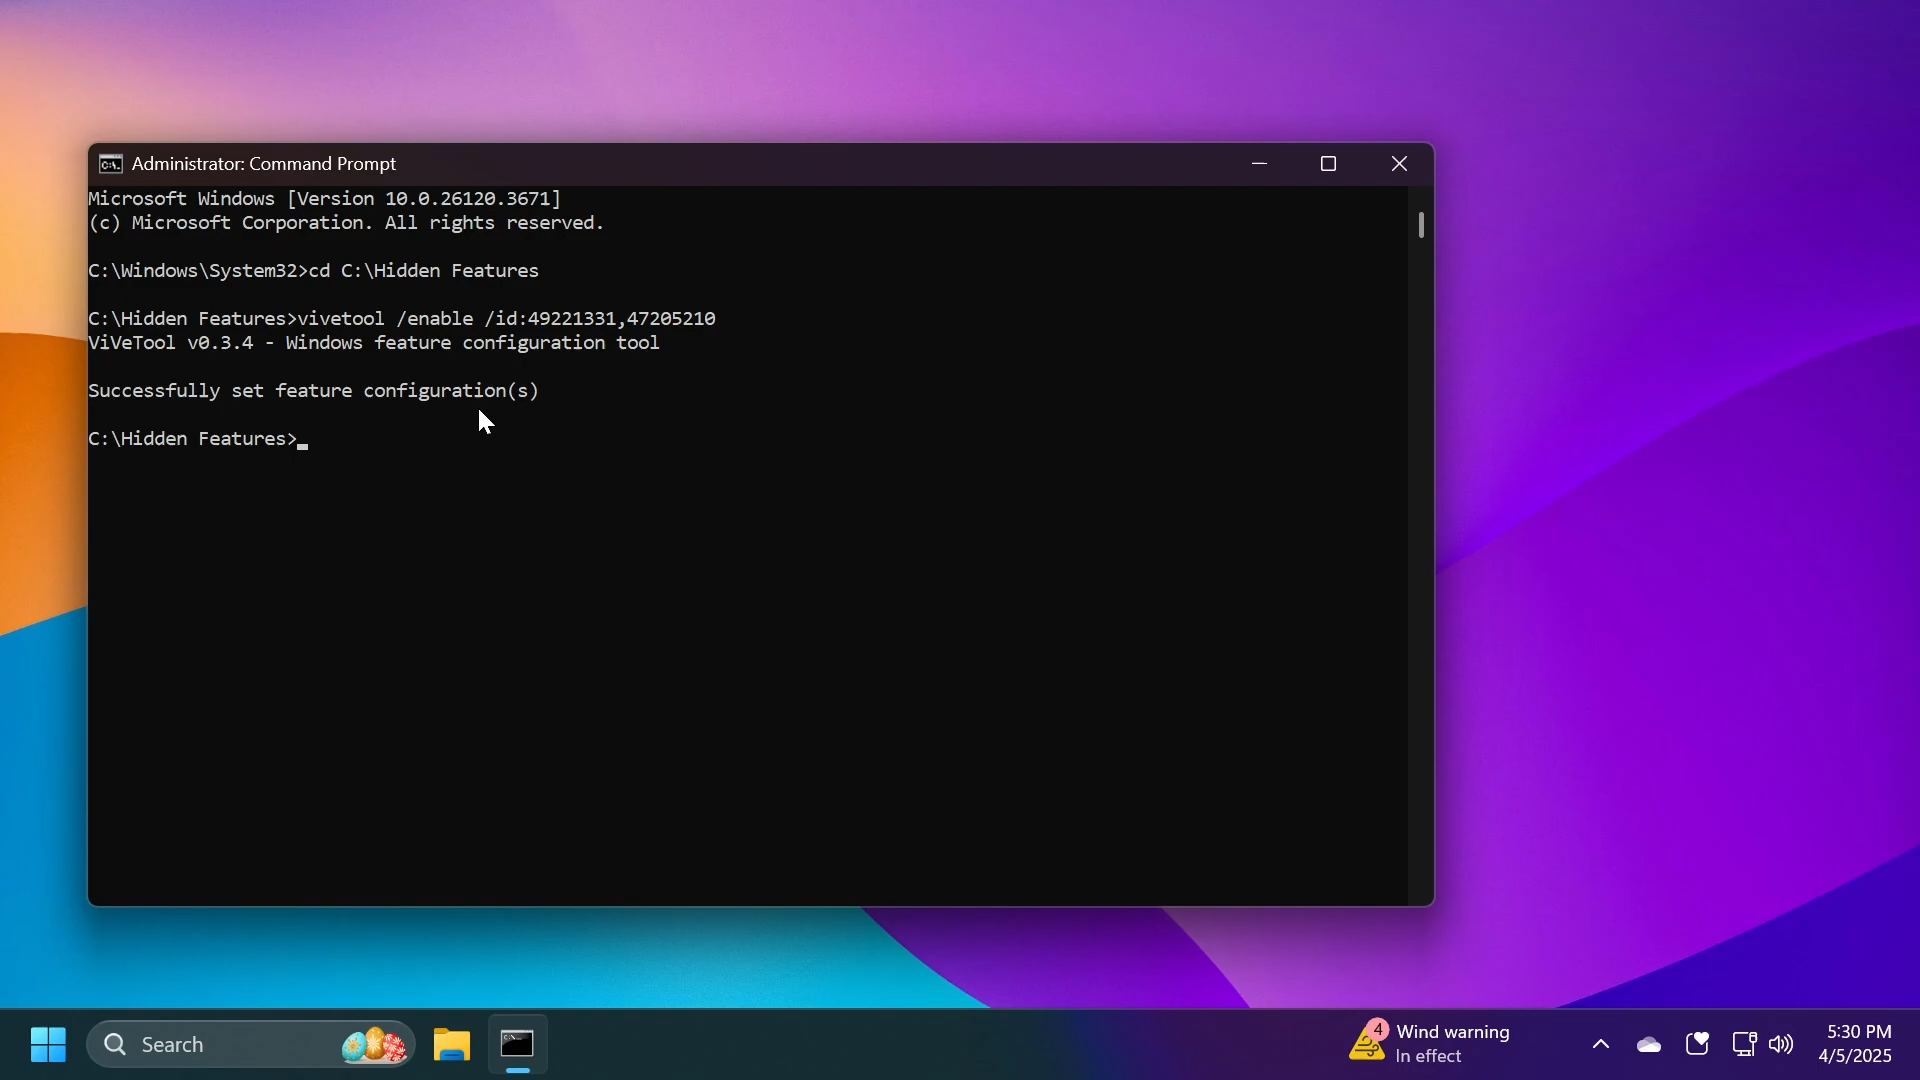 Administrator: Command Prompt
Microsoft Windows [Version 10.0.26120.3671]
(c) Microsoft Corporation. All rights reserved.
C:\Windows\System32>cd C:\Hidden Features
C:\Hidden Features>vivetool /enable /id:49221331,47205210
ViVeTool v0.3.4 - Windows feature configuration tool
Successfully set feature configuration(s)
C:\Hidden Features>
Search
4
Wind warning
In effect
5:30 PM
4/5/2025